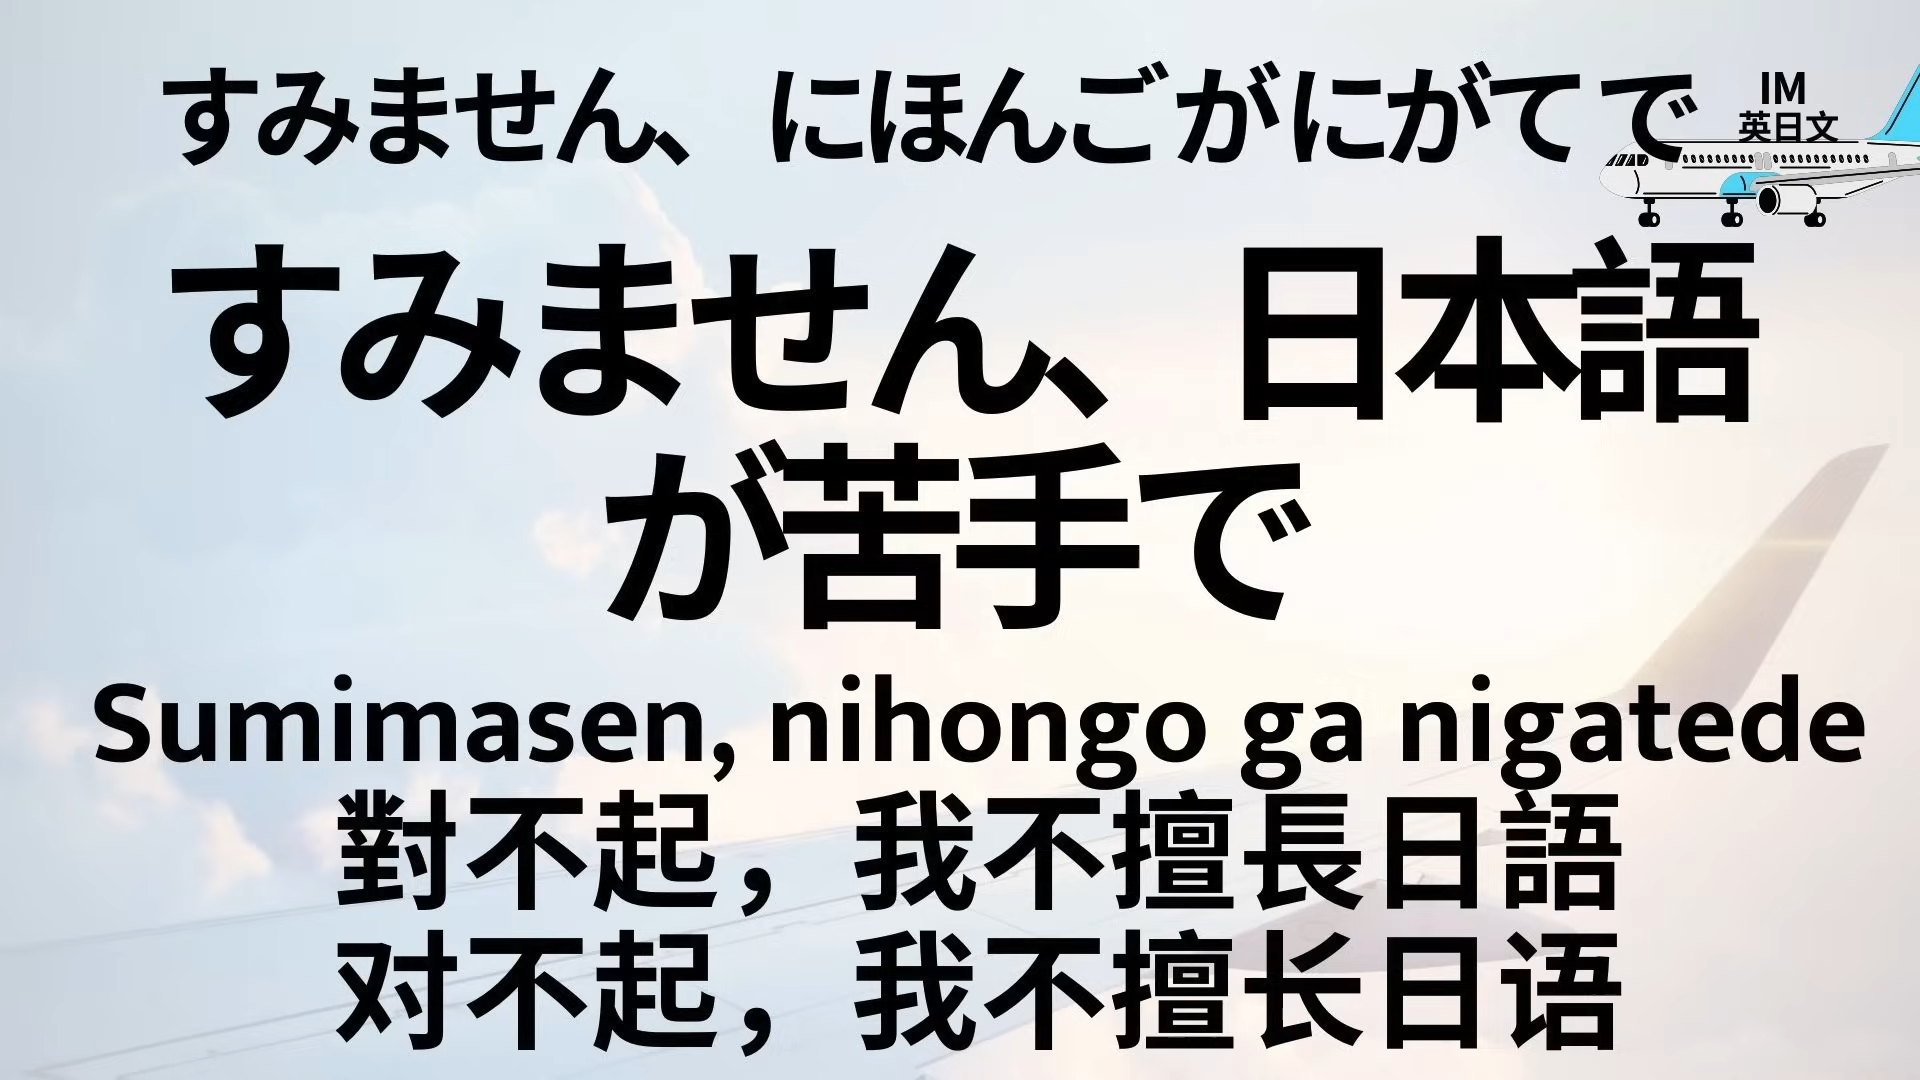 すみません、にほんごがにがてで
IM
英日文
すみません、日本語
が苦手で
Sumimasen, nihongo ga nigatede
對不起，我不擅長日語
对不起，我不擅长日语